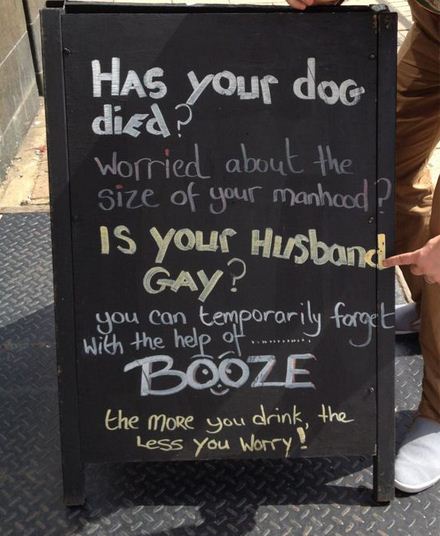 HAS your dog
died?
Worried about the
size of your manhood?
IS your Husband
GAY?
you can temporarily forget
with the help of ...........
BOOZE
the more you drink, the
Less you Worry!